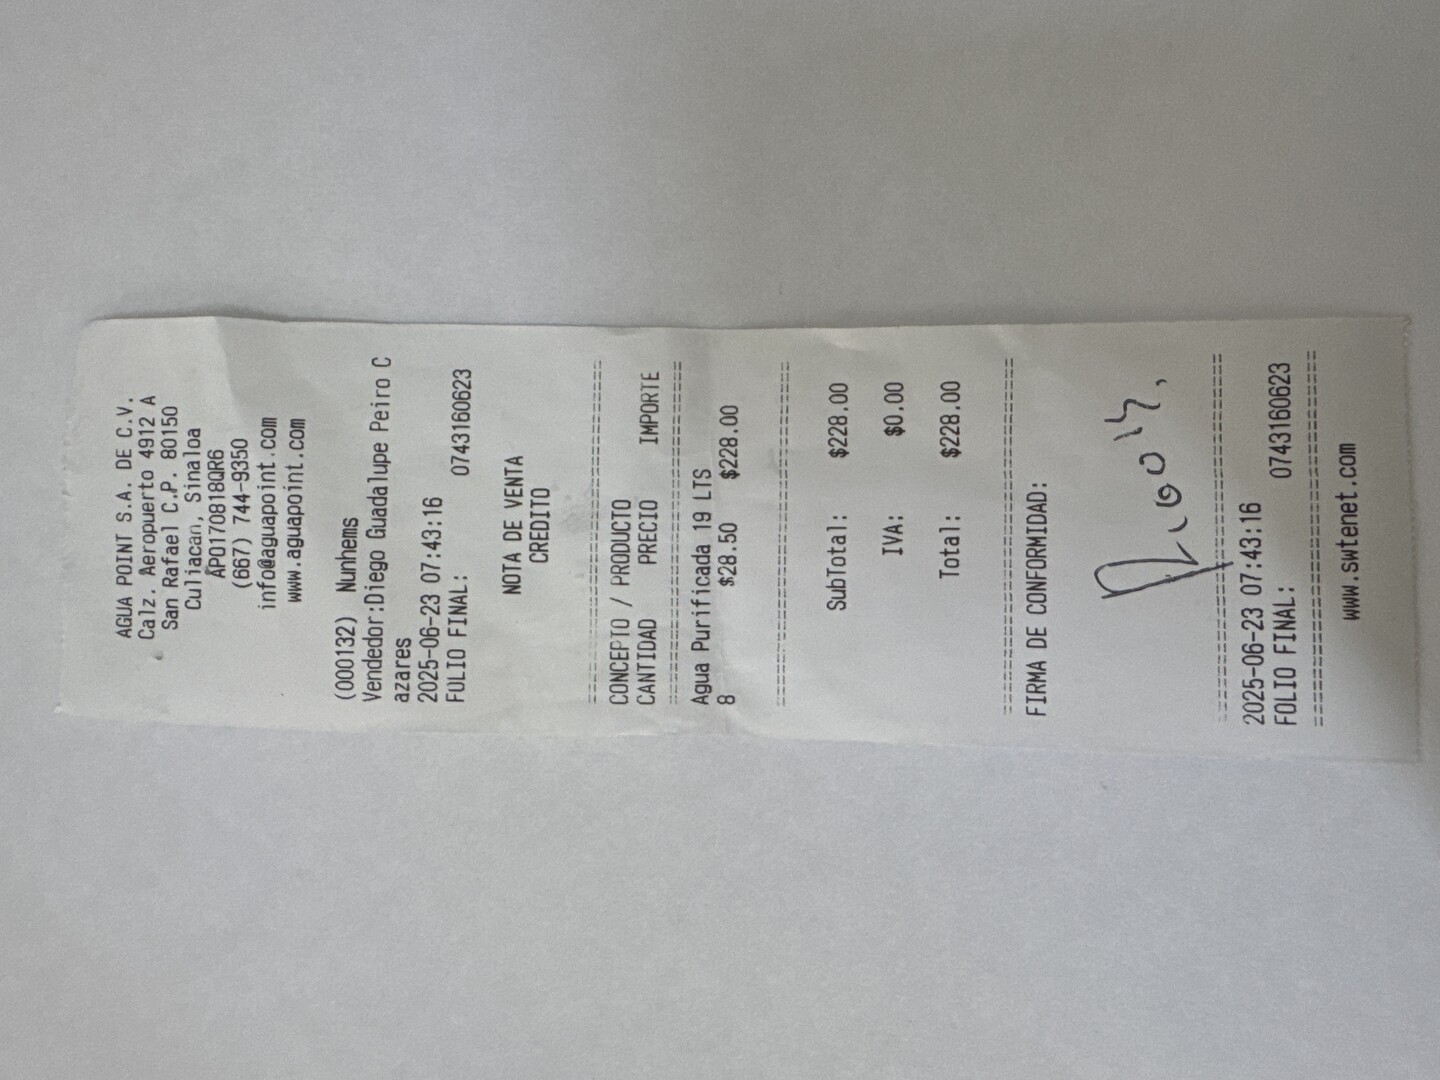 AGUA POINT S.A. DE C.V.
Calz. Aeropuerto 4912 A
San Rafael C.P. 80150
Culiacan, Sinaloa
APO170818QR6
(667) 744-9350
info@aguapoint.com
www.aguapoint.com
(000132) Nunhems
Vendedor:Diego Guadalupe Peiro C
azares
2025-06-23 07:43:16
FOLIO FINAL: 0743160623
NOTA DE VENTA
CREDITO
================================
CONCEPTO / PRODUCTO
CANTIDAD PRECIO IMPORTE
================================
Agua Purificada 19 LTS
8 $28.50 $228.00
================================
SubTotal: $228.00
IVA: $0.00
Total: $228.00
================================
FIRMA DE CONFORMIDAD:
================================
2025-06-23 07:43:16
FOLIO FINAL: 0743160623
================================
www.swtenet.com